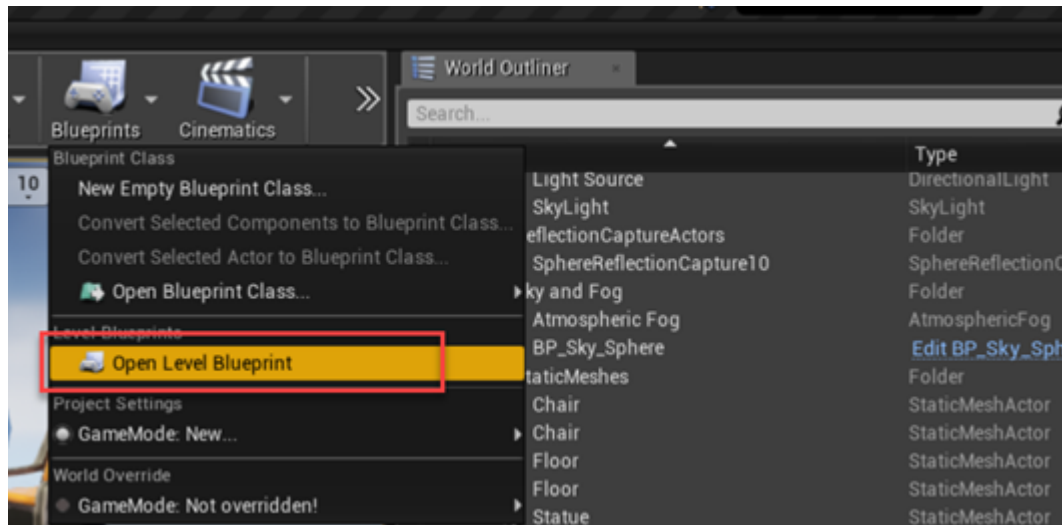 World Outliner
Search...
Blueprints
Cinematics
10
Blueprint Class
New Empty Blueprint Class...
Convert Selected Components to Blueprint Class...
Convert Selected Actor to Blueprint Class...
Open Blueprint Class...
Level Blueprints
Open Level Blueprint
Project Settings
GameMode: New...
World Override
GameMode: Not overridden!
Type
Light Source DirectionalLight
SkyLight SkyLight
eflectionCaptureActors Folder
SphereReflectionCapture10 SphereReflectionC
ky and Fog Folder
Atmospheric Fog AtmosphericFog
BP_Sky_Sphere Edit BP_Sky_Sph
taticMeshes Folder
Chair StaticMeshActor
Chair StaticMeshActor
Floor StaticMeshActor
Floor StaticMeshActor
Statue StaticMeshActor